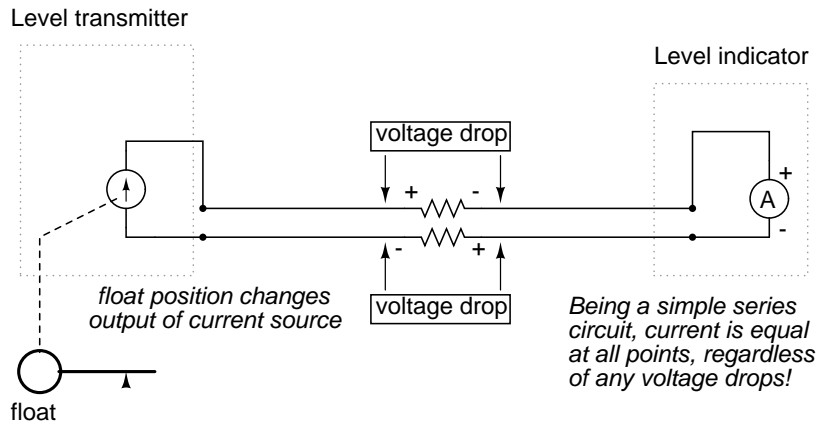 Level transmitter
Level indicator
voltage drop
+ -
+
A
-
- +
voltage drop
float position changes
output of current source
Being a simple series
circuit, current is equal
at all points, regardless
of any voltage drops!
float